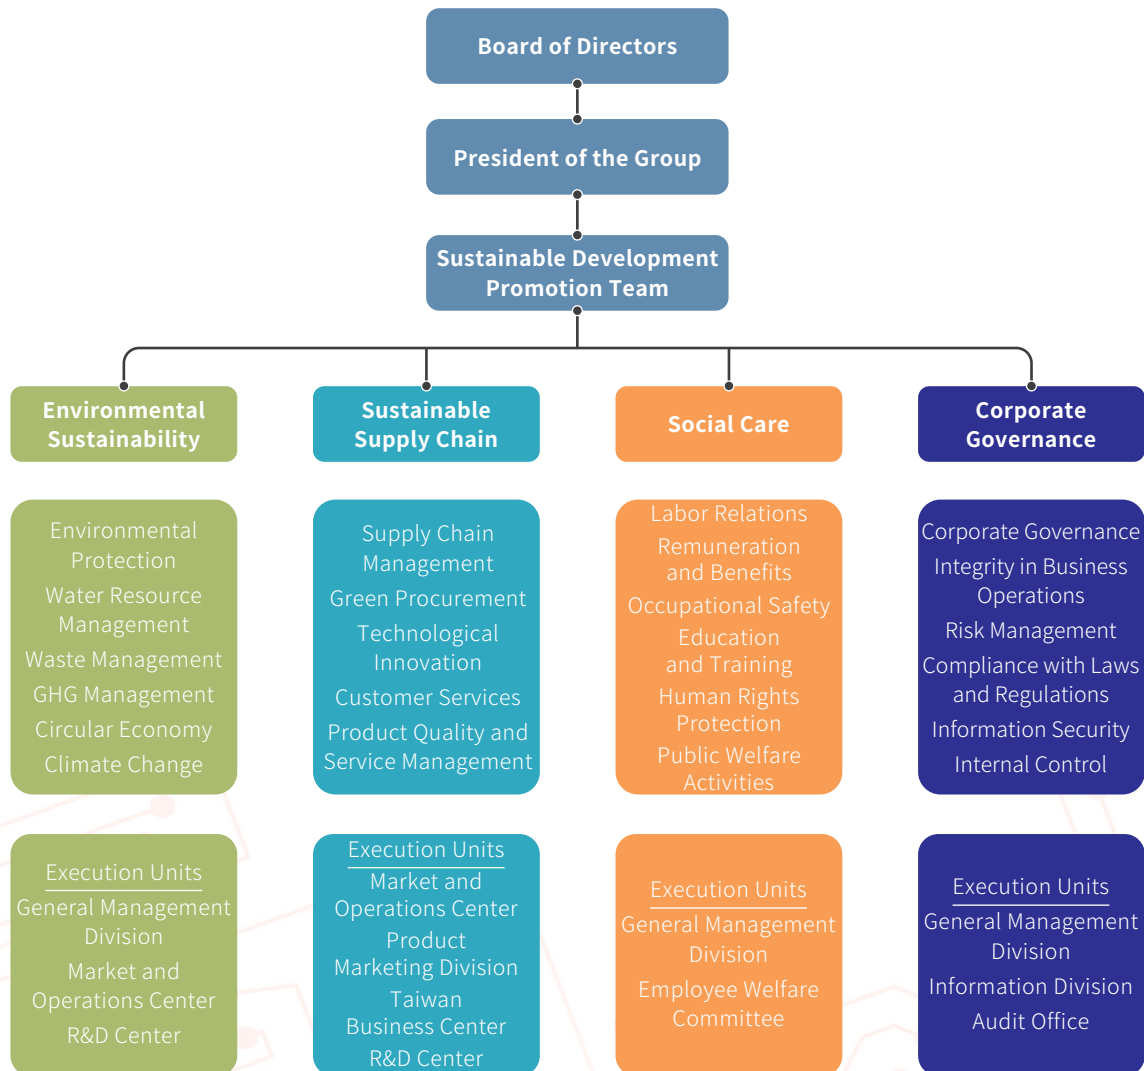 Board of Directors
President of the Group
Sustainable Development
Promotion Team
Environmental
Sustainability
Sustainable
Supply Chain
Social Care
Corporate
Governance
Environmental
Protection
Water Resource
Management
Waste Management
GHG Management
Circular Economy
Climate Change
Supply Chain
Management
Green Procurement
Technological
Innovation
Customer Services
Product Quality and
Service Management
Labor Relations
Remuneration
and Benefits
Occupational Safety
Education
and Training
Human Rights
Protection
Public Welfare
Activities
Corporate Governance
Integrity in Business
Operations
Risk Management
Compliance with Laws
and Regulations
Information Security
Internal Control
Execution Units
General Management
Division
Market and
Operations Center
R&D Center
Execution Units
Market and
Operations Center
Product
Marketing Division
Taiwan
Business Center
R&D Center
Execution Units
General Management
Division
Employee Welfare
Committee
Execution Units
General Management
Division
Information Division
Audit Office